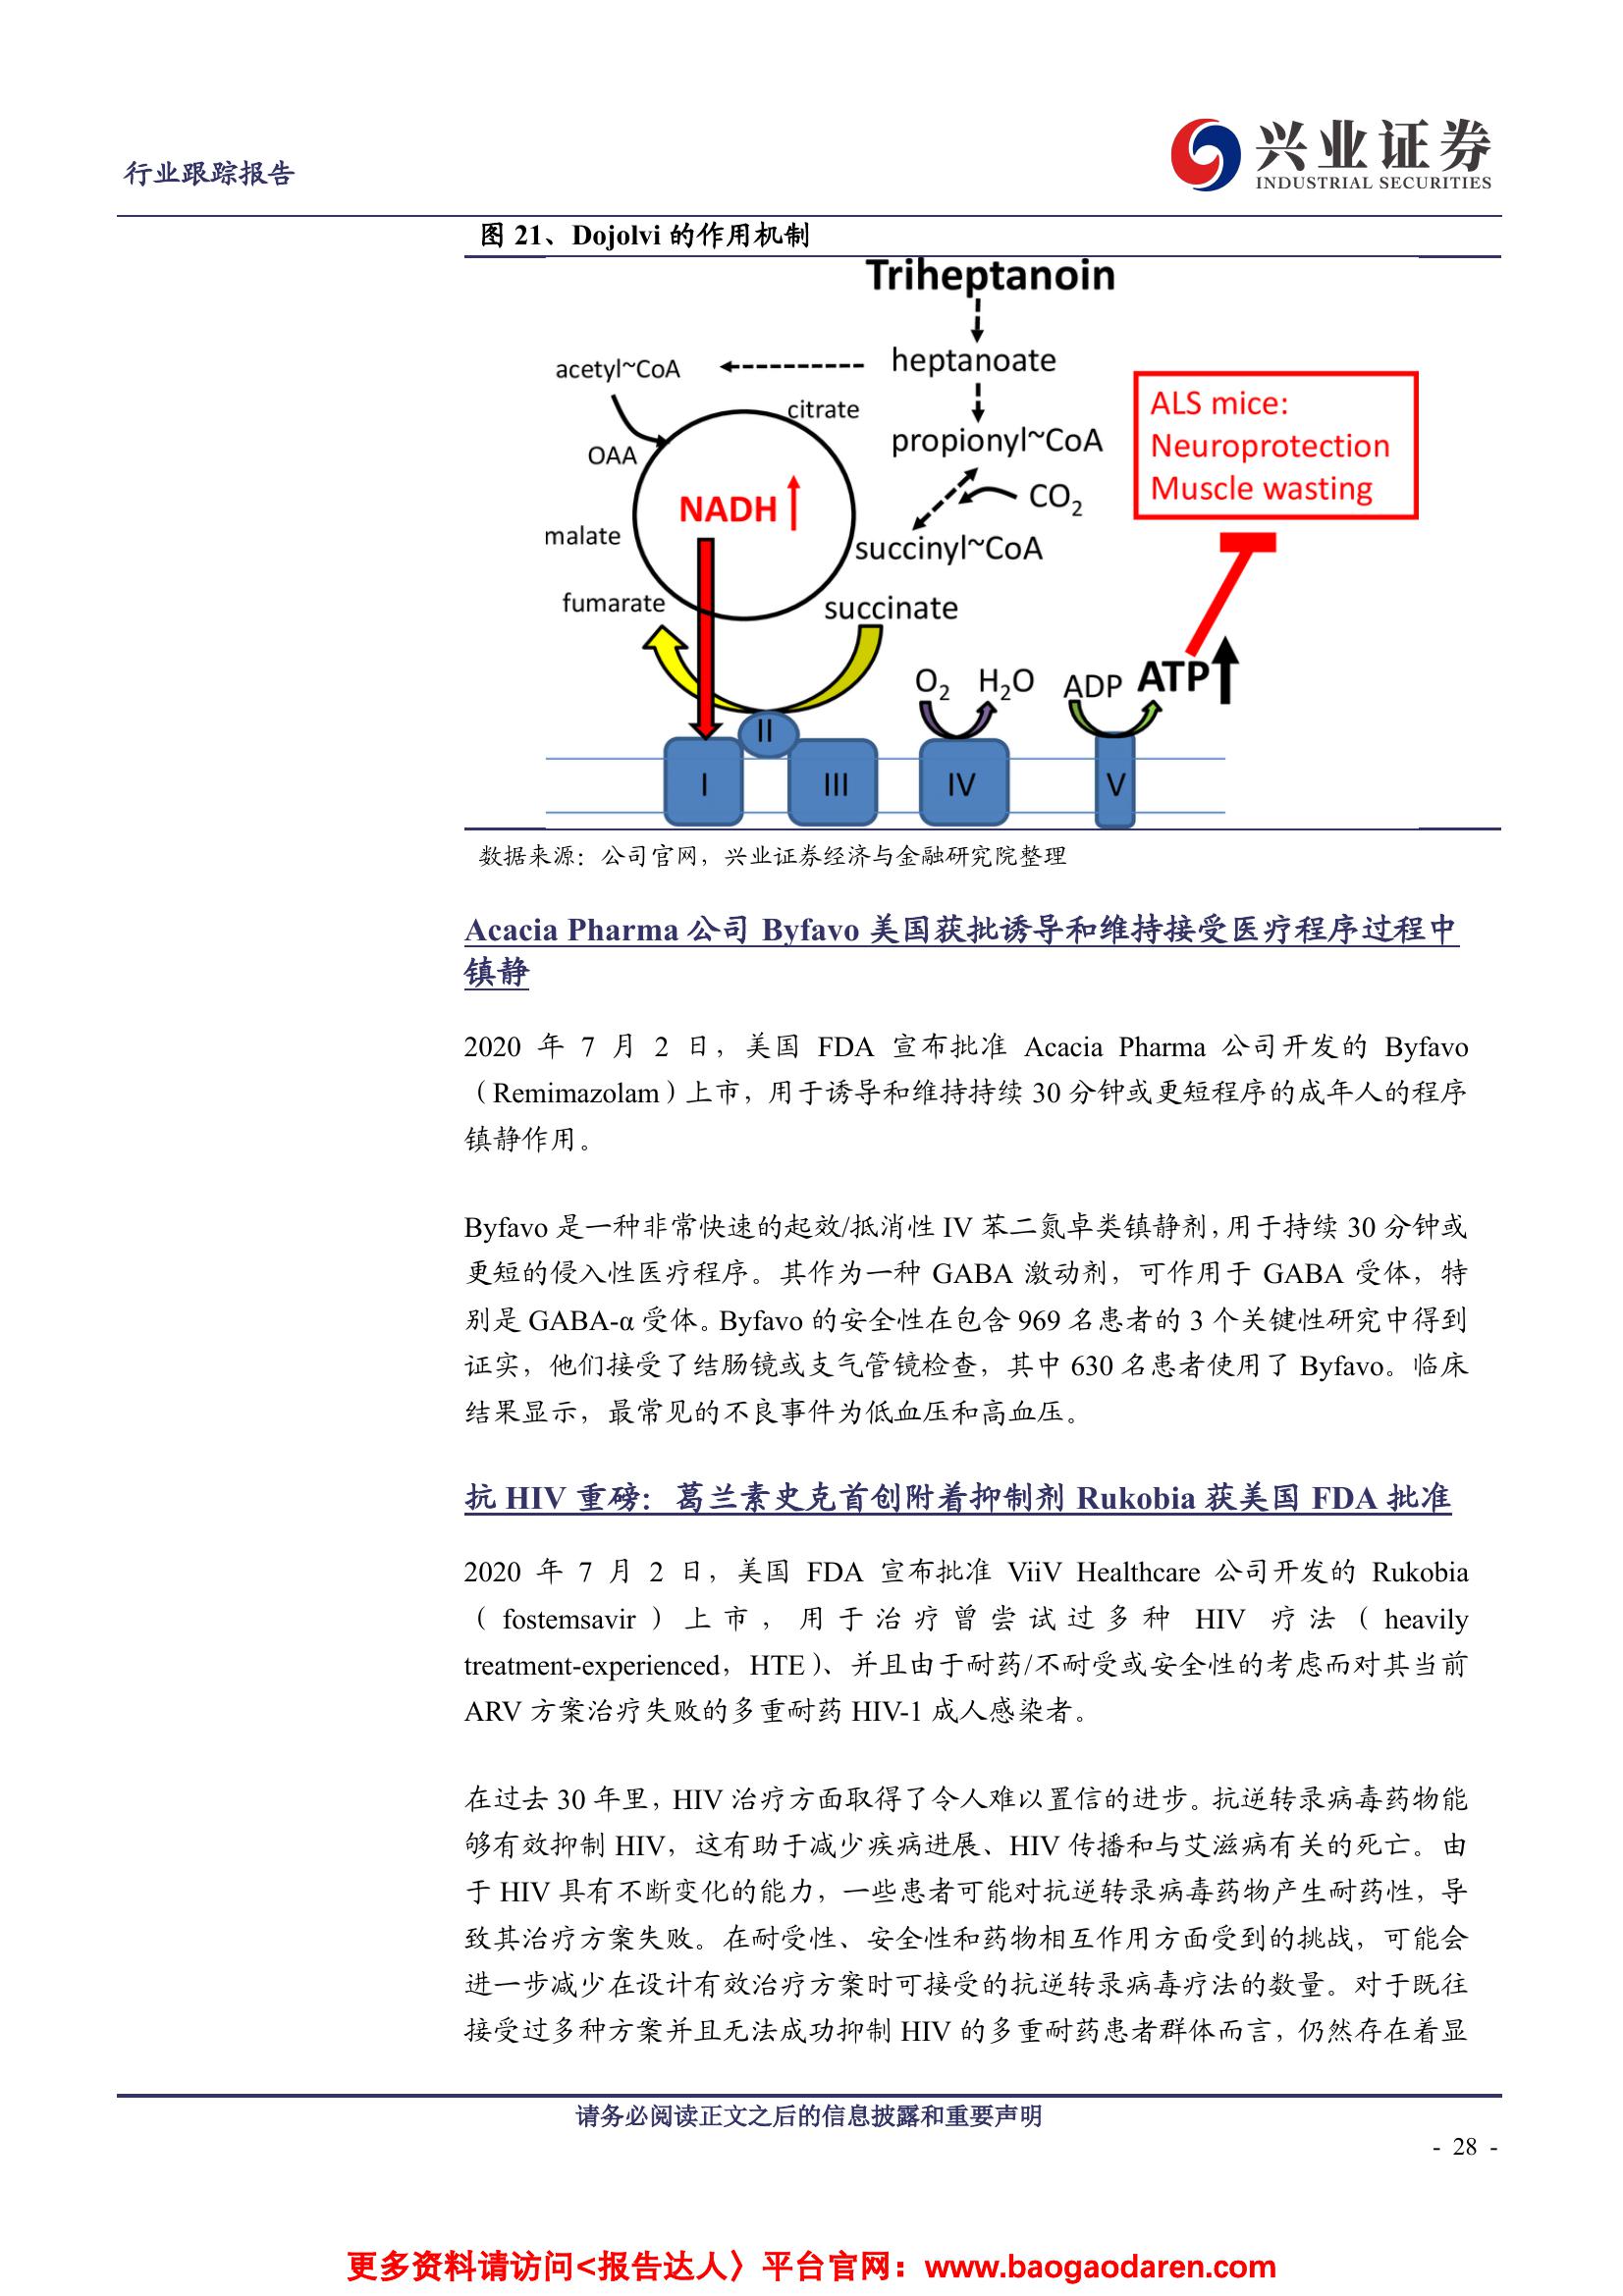 行业跟踪报告
兴业证券
INDUSTRIAL SECURITIES
图 21、Dojolvi 的作用机制
Triheptanoin
acetyl~CoA
heptanoate
citrate
propionyl~CoA
OAA
CO2
NADH
malate
succinyl~CoA
fumarate
succinate
ALS mice:
Neuroprotection
Muscle wasting
O2 H2O ADP ATP
II
I III IV V
数据来源：公司官网，兴业证券经济与金融研究院整理
Acacia Pharma 公司 Byfavo 美国获批诱导和维持接受医疗程序过程中
镇静
2020 年 7 月 2 日，美国 FDA 宣布批准 Acacia Pharma 公司开发的 Byfavo
（Remimazolam）上市，用于诱导和维持持续 30 分钟或更短程序的成年人的程序
镇静作用。
Byfavo 是一种非常快速的起效/抵消性 IV 苯二氮卓类镇静剂，用于持续 30 分钟或
更短的侵入性医疗程序。其作为一种 GABA 激动剂，可作用于 GABA 受体，特
别是 GABA-α 受体。Byfavo 的安全性在包含 969 名患者的 3 个关键性研究中得到
证实，他们接受了结肠镜或支气管镜检查，其中 630 名患者使用了 Byfavo。临床
结果显示，最常见的不良事件为低血压和高血压。
抗 HIV 重磅：葛兰素史克首创附着抑制剂 Rukobia 获美国 FDA 批准
2020 年 7 月 2 日，美国 FDA 宣布批准 ViiV Healthcare 公司开发的 Rukobia
（fostemsavir）上市，用于治疗曾尝试过多种 HIV 疗法（heavily
treatment-experienced，HTE）、并且由于耐药/不耐受或安全性的考虑而对其当前
ARV 方案治疗失败的多重耐药 HIV-1 成人感染者。
在过去 30 年里，HIV 治疗方面取得了令人难以置信的进步。抗逆转录病毒药物能
够有效抑制 HIV，这有助于减少疾病进展、HIV 传播和与艾滋病有关的死亡。由
于 HIV 具有不断变化的能力，一些患者可能对抗逆转录病毒药物产生耐药性，导
致其治疗方案失败。在耐受性、安全性和药物相互作用方面受到的挑战，可能会
进一步减少在设计有效治疗方案时可接受的抗逆转录病毒疗法的数量。对于既往
接受过多种方案并且无法成功抑制 HIV 的多重耐药患者群体而言，仍然存在着显
请务必阅读正文之后的信息披露和重要声明
- 28 -
更多资料请访问<报告达人〉平台官网：www.baogaodaren.com